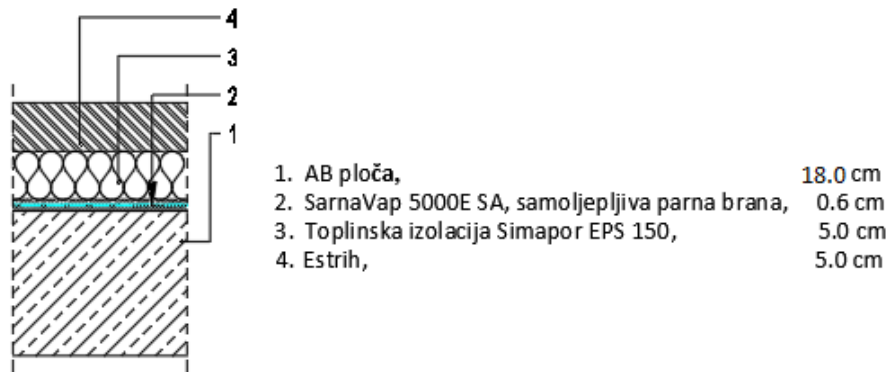 4
3
2
1
1. AB ploča, 18.0 cm
2. SarnaVap 5000E SA, samoljepljiva parna brana, 0.6 cm
3. Toplinska izolacija Simapor EPS 150, 5.0 cm
4. Estrih, 5.0 cm